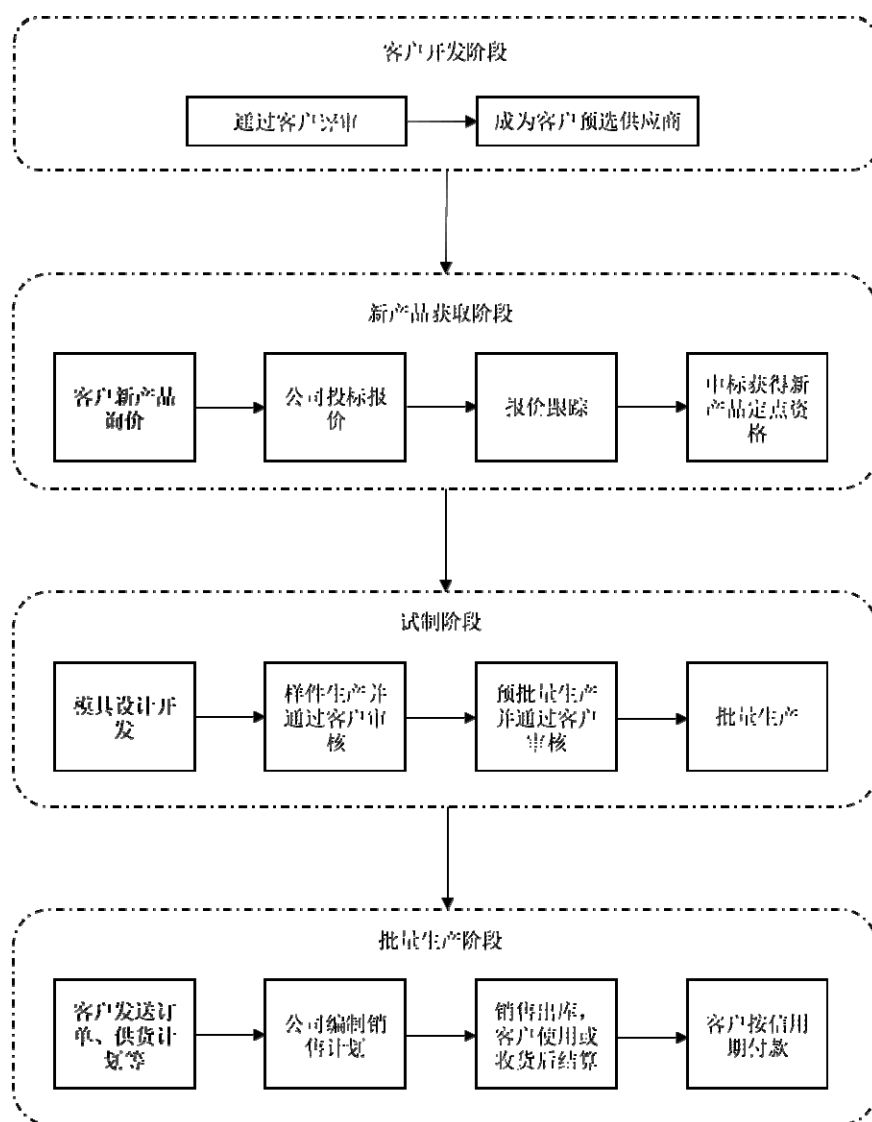 客户开发阶段
通过客户评审
成为客户预选供应商
新产品获取阶段
客户新产品
询价
公司投标报
价
报价跟踪
中标获得新
产品定点资
格
试制阶段
模具设计开
发
样件生产并
通过客户审
核
预批量生产
并通过客户
审核
批量生产
批量生产阶段
客户发送订
单、供货计
划等
公司编制销
售计划
销售出库，
客户使用或
收货后结算
客户按信用
期付款